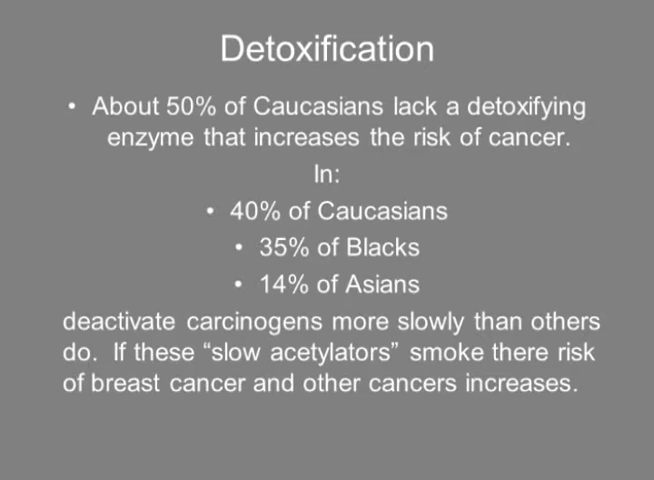 Detoxification
• About 50% of Caucasians lack a detoxifying
enzyme that increases the risk of cancer.
In:
• 40% of Caucasians
• 35% of Blacks
• 14% of Asians
deactivate carcinogens more slowly than others
do.  If these “slow acetylators” smoke there risk
of breast cancer and other cancers increases.